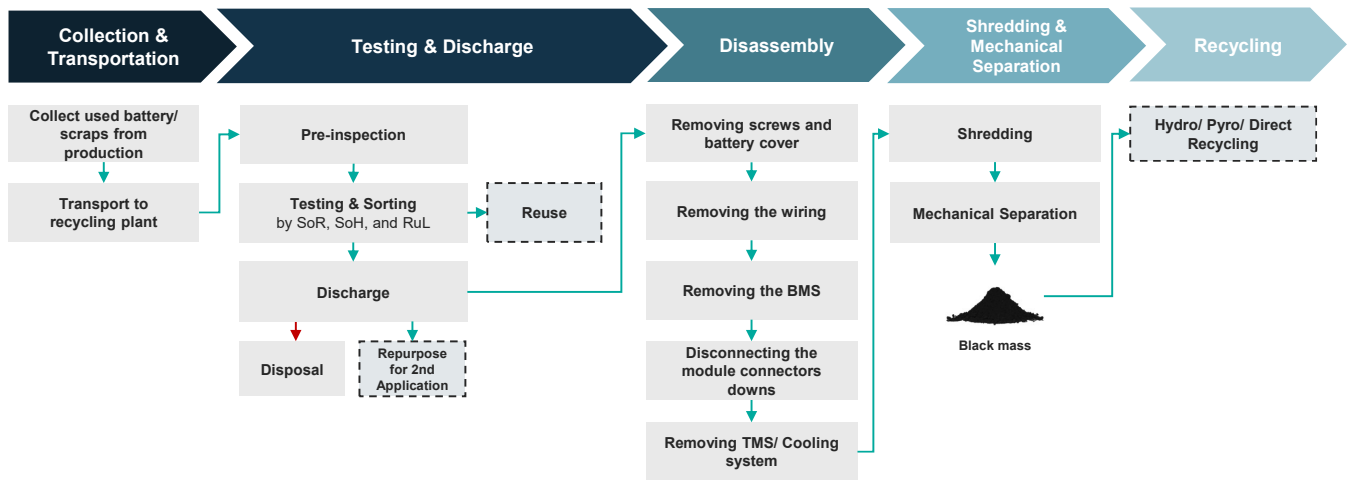 Collection &
Transportation
Testing & Discharge
Disassembly
Shredding &
Mechanical
Separation
Recycling
Collect used battery/
scraps from
production
Transport to
recycling plant
Pre-inspection
Testing & Sorting
by SoR, SoH, and RuL
Reuse
Discharge
Disposal
Repurpose
for 2nd
Application
Removing screws and
battery cover
Removing the wiring
Removing the BMS
Disconnecting the
module connectors
downs
Removing TMS/ Cooling
system
Shredding
Mechanical Separation
Black mass
Hydro/ Pyro/ Direct
Recycling